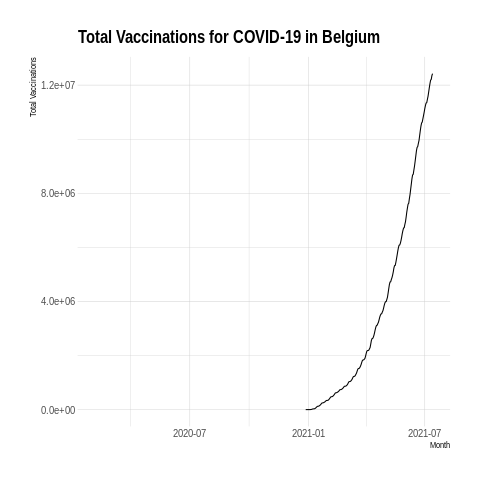 Total Vaccinations for COVID-19 in Belgium
Total Vaccinations
1.2e+07
8.0e+06
4.0e+06
0.0e+00
2020-07
2021-01
2021-07
Month